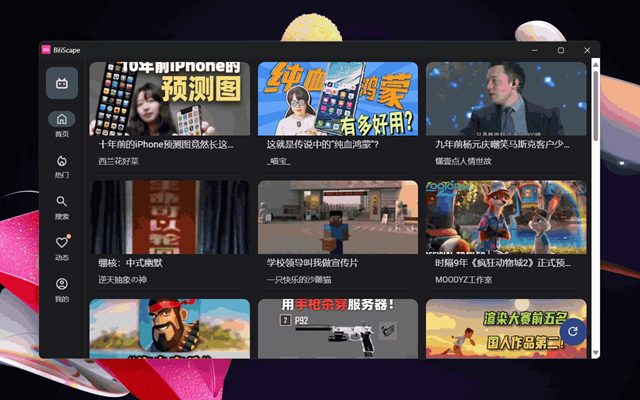 BiliScape
首页
热门
搜索
动态
我的
10年前iPhone的
预测图
十年前的iPhone预测图竟然长这...
西兰花好菜
纯血鸿蒙
有多好用?
这就是传说中的“纯血鸿蒙”?
_喵宝_
九年前杨元庆嘲笑马斯克客户少...
懂壹点人情世故
绷核：中式幽默
逆天抽象の神
学校领导叫我做宣传片
一只快乐的沙雕猫
时隔9年《疯狂动物城2》正式预...
MOODYZ工作室
用手枪杀穿服务器!
2 P92
渲染大赛前五名
国人作品第二!